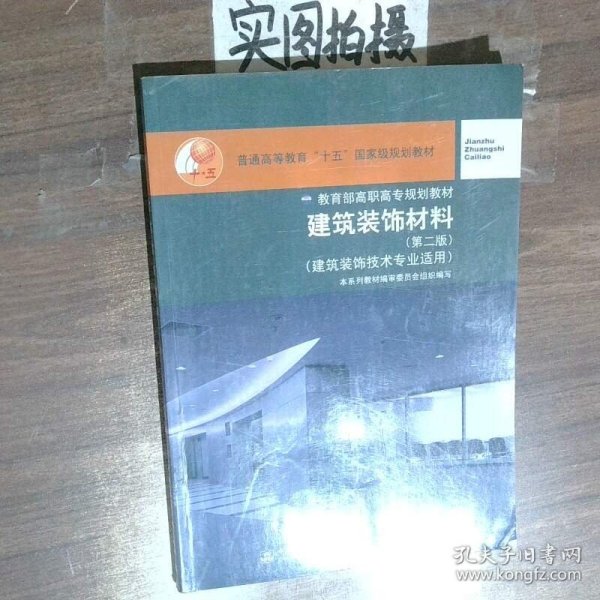 实图拍摄
十·五
普通高等教育“十五”国家级规划教材
Jianzhu
Zhuangshi
Cailiao
教育部高职高专规划教材
建筑装饰材料
(第二版)
(建筑装饰技术专业适用)
本系列教材编审委员会组织编写
孔夫子旧书网
www.kongfz.com